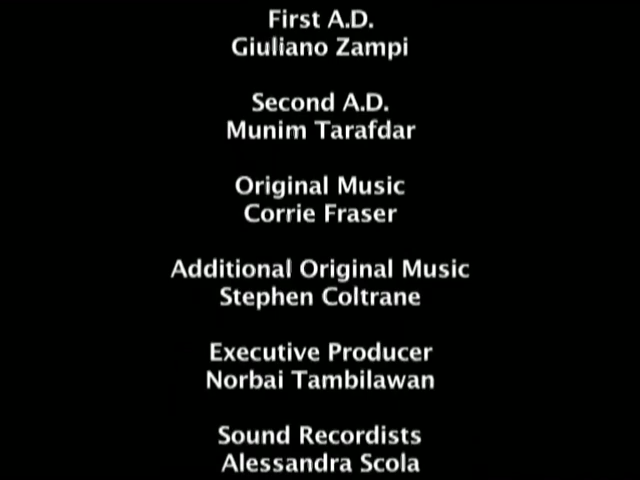 First A.D.
Giuliano Zampi
Second A.D.
Munim Tarafdar
Original Music
Corrie Fraser
Additional Original Music
Stephen Coltrane
Executive Producer
Norbai Tambilawan
Sound Recordists
Alessandra Scola